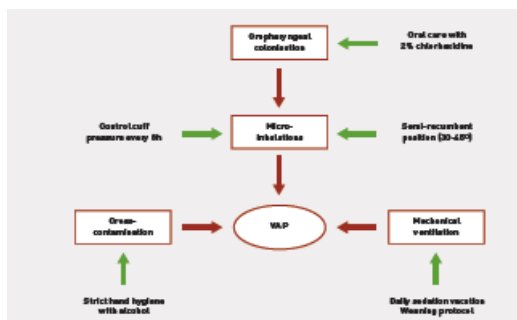 Oropharyngeal
colonisation
Oral care with
2% chlorhexidine
Control cuff
pressure every 8h
Micro-
inhalations
Semi-recumbent
position (30-45º)
Cross-
contamination
VAP
Mechanical
ventilation
Strict hand hygiene
with alcohol
Daily sedation vacation
Weaning protocol